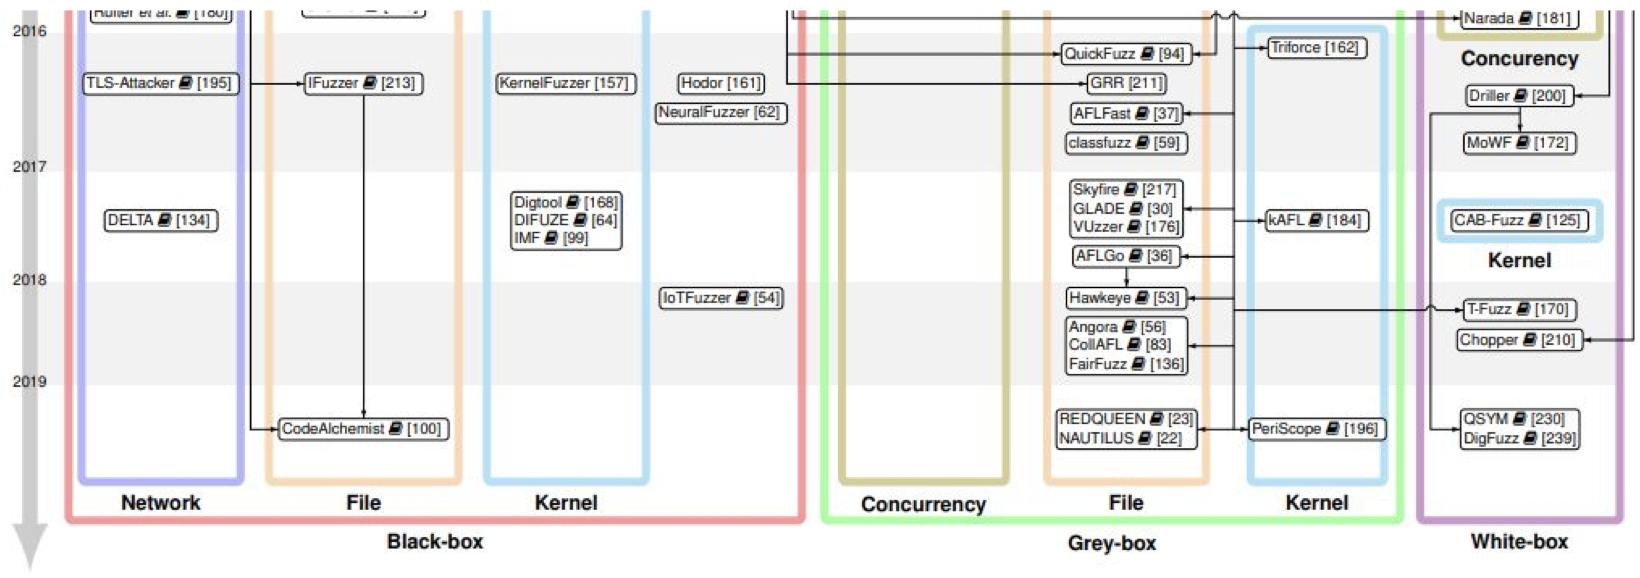 Ruiter et al. [180]
Narada [181]
2016
QuickFuzz [94]
Triforce [162]
Concurency
TLS-Attacker [195]
IFuzzer [213]
KernelFuzzer [157]
Hodor [161]
GRR [211]
Driller [200]
NeuralFuzzer [62]
AFLFast [37]
classfuzz [59]
MoWF [172]
2017
DELTA [134]
Digtool [168]
DIFUZE [64]
IMF [99]
Skyfire [217]
GLADE [30]
VUzzer [176]
kAFL [184]
CAB-Fuzz [125]
AFLGo [36]
Kernel
2018
IoTFuzzer [54]
Hawkeye [53]
T-Fuzz [170]
Angora [56]
CollAFL [83]
FairFuzz [136]
Chopper [210]
2019
CodeAlchemist [100]
REDQUEEN [23]
NAUTILUS [22]
PeriScope [196]
QSYM [230]
DigFuzz [239]
Network
File
Kernel
Concurrency
File
Kernel
Black-box
Grey-box
White-box